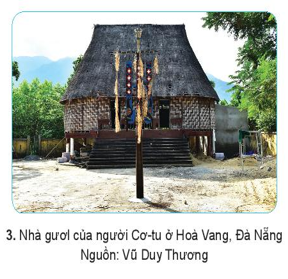 3. Nhà gươl của người Cơ-tu ở Hoà Vang, Đà Nẵng
Nguồn: Vũ Duy Thương